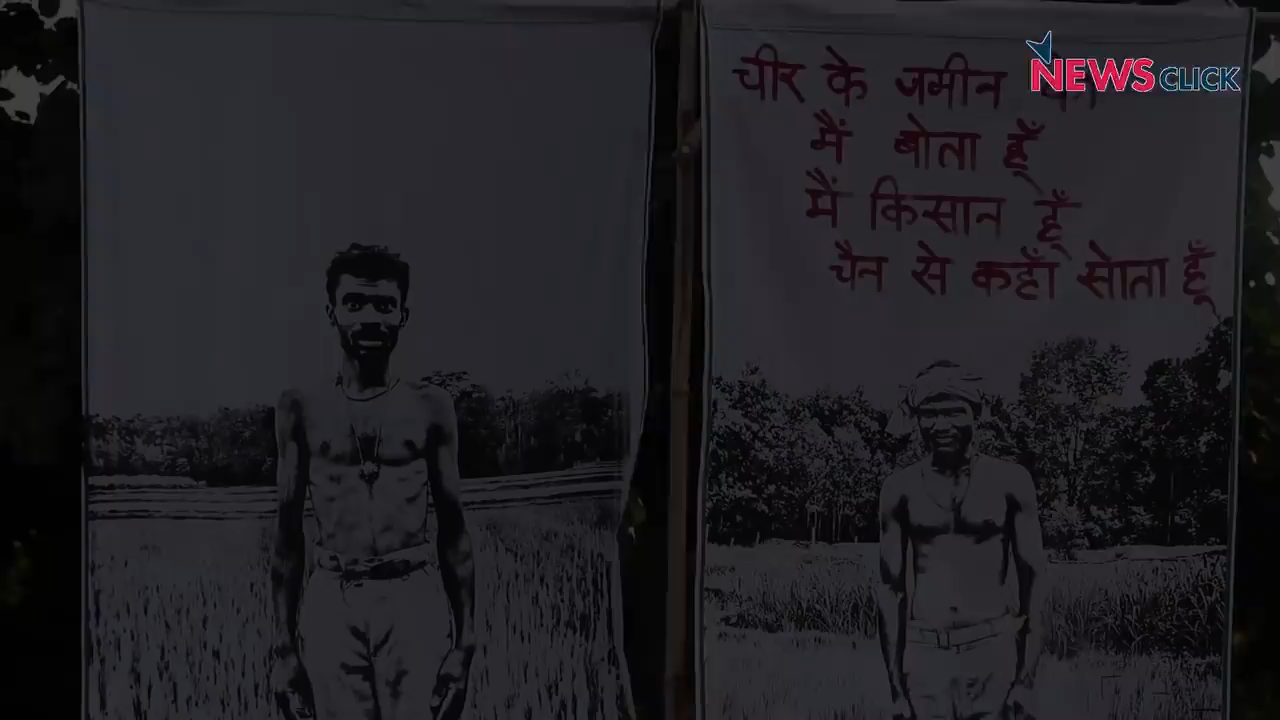 NEWSCLICK
चीर के जमीन को
मैं बोता हूँ
मैं किसान हूँ
चैन से कहाँ सोता हूँ